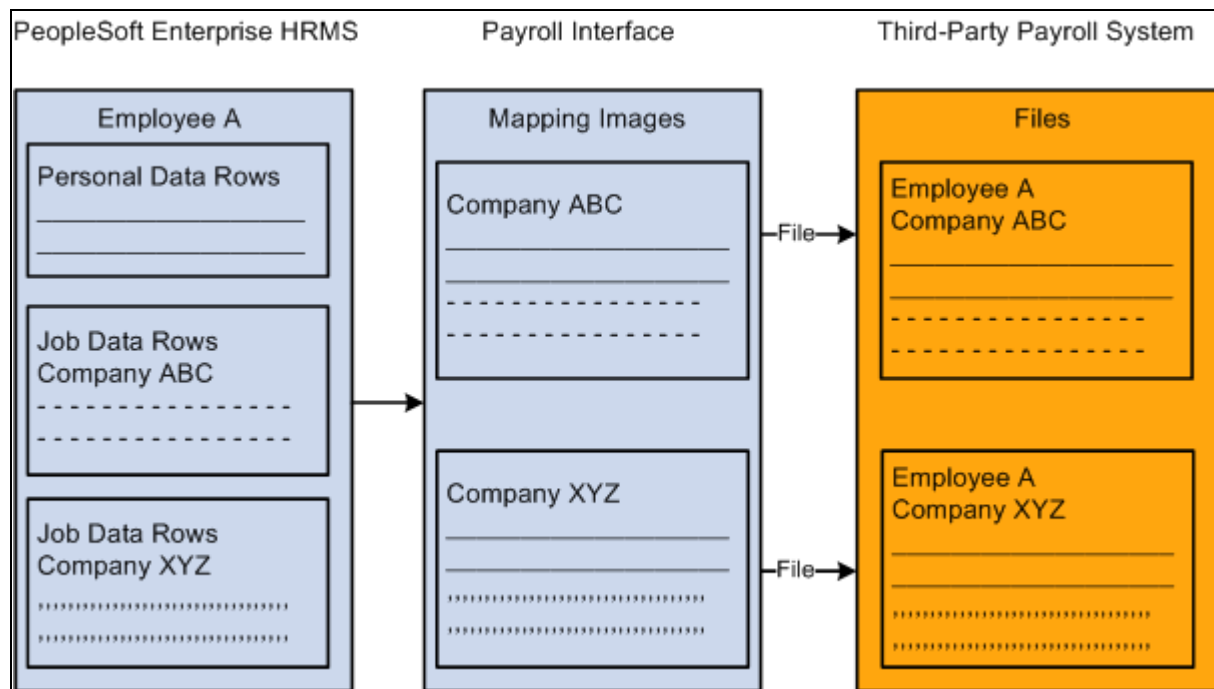 PeopleSoft Enterprise HRMS
Payroll Interface
Third-Party Payroll System
Employee A
Personal Data Rows
Job Data Rows
Company ABC
Job Data Rows
Company XYZ
Mapping Images
Company ABC
Company XYZ
File
File
Files
Employee A
Company ABC
Employee A
Company XYZ